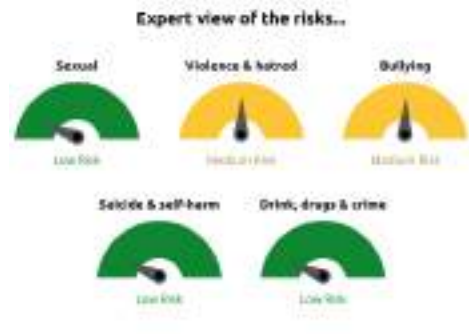 Expert view of the risks...
Sexual
Violence & hatred
Bullying
Low Risk
Medium Risk
Medium Risk
Suicide & self-harm
Drink, drugs & crime
Low Risk
Low Risk